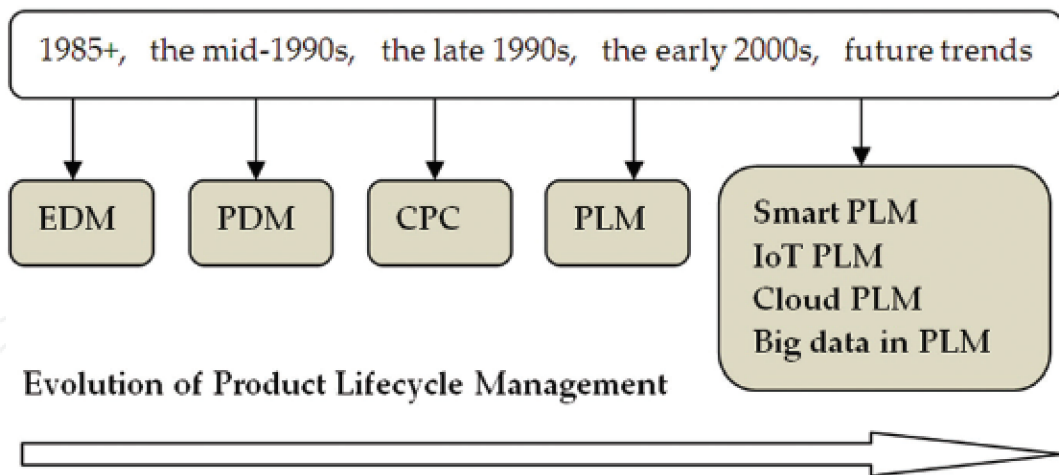 1985+, the mid-1990s, the late 1990s, the early 2000s, future trends
EDM
PDM
CPC
PLM
Smart PLM
IoT PLM
Cloud PLM
Big data in PLM
Evolution of Product Lifecycle Management